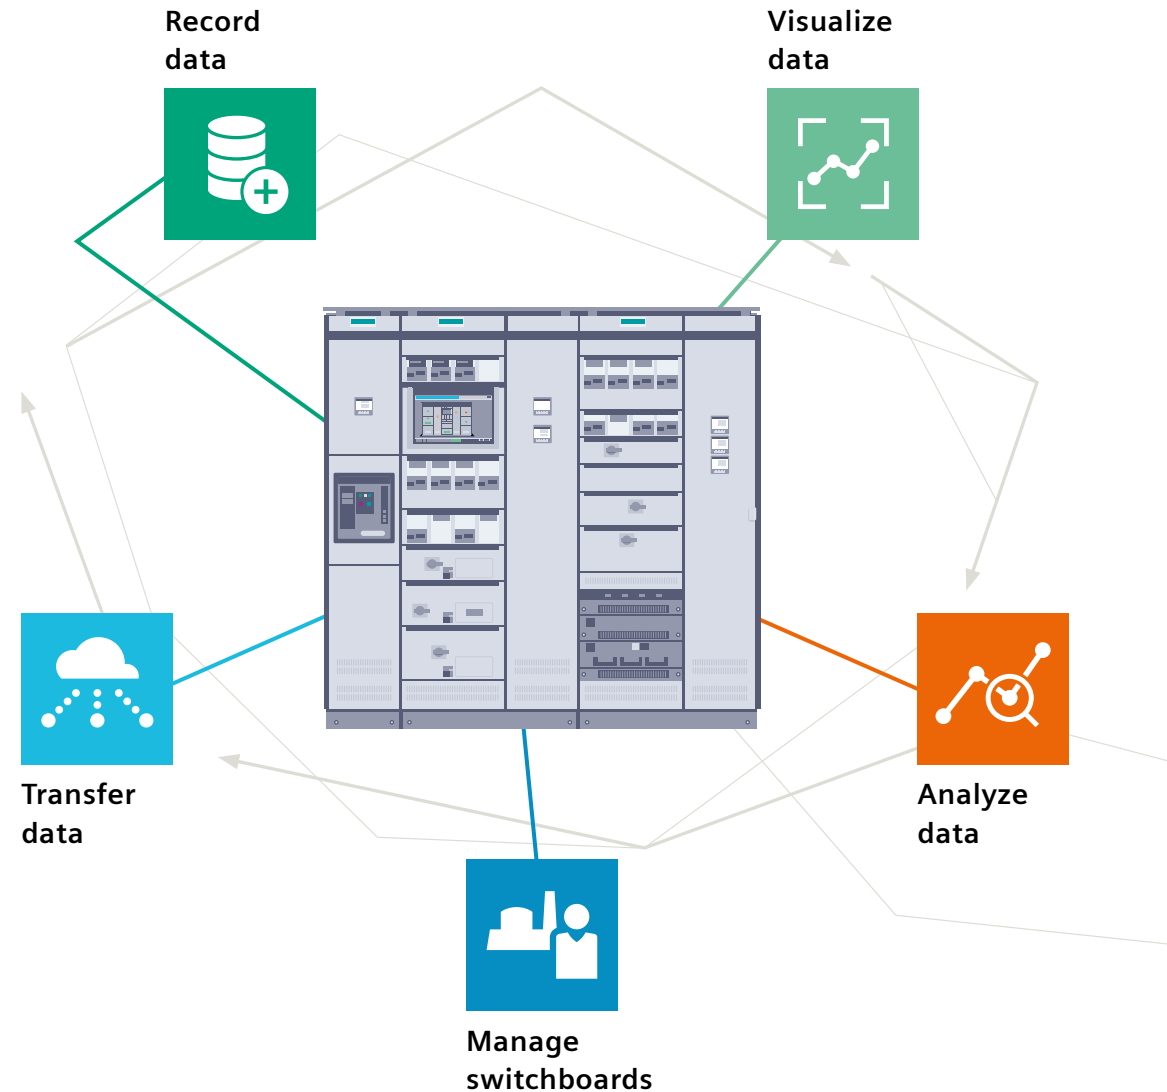 Record
data
Visualize
data
Transfer
data
Analyze
data
Manage
switchboards